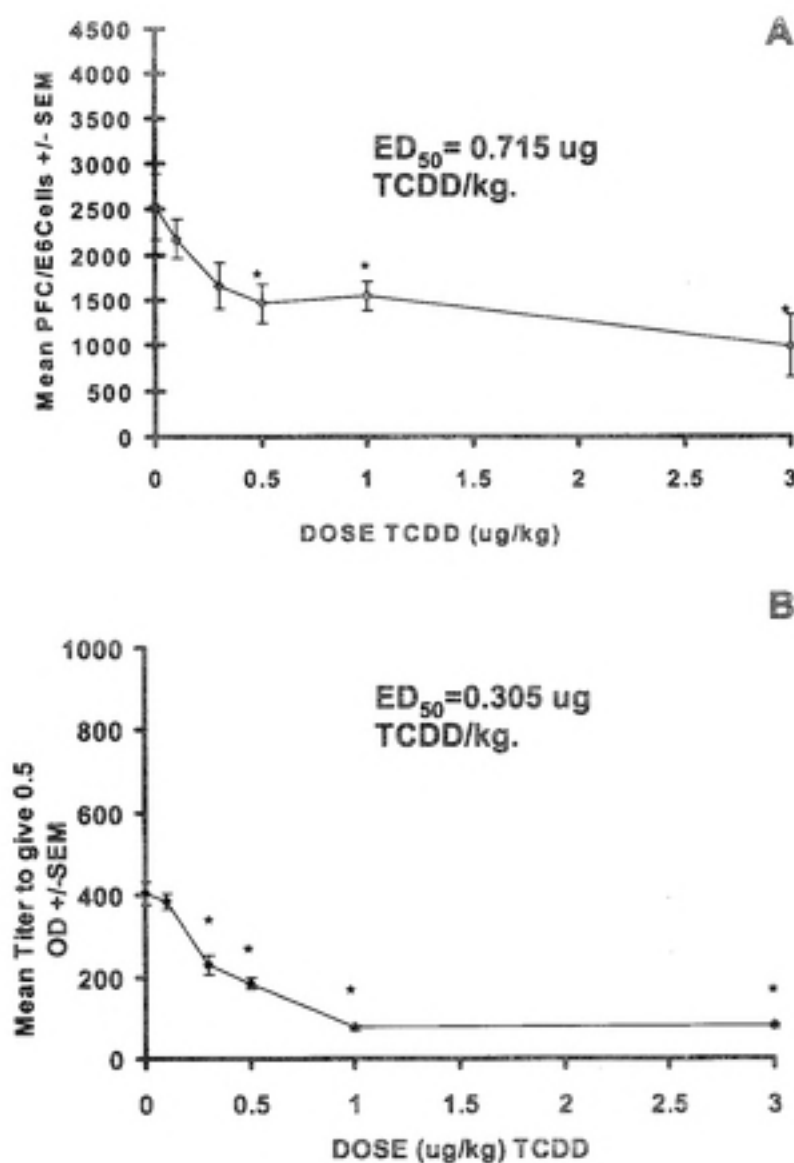 A
4500
4000
3500
3000
2500
2000
1500
1000
500
0
Mean PFC/E6Cells +/- SEM
ED50= 0.715 ug
TCDD/kg.
* * *
0 0.5 1 1.5 2 2.5 3
DOSE TCDD (ug/kg)
B
1000
800
600
400
200
0
Mean Titer to give 0.5
OD +/-SEM
ED50=0.305 ug
TCDD/kg.
* * * *
0 0.5 1 1.5 2 2.5 3
DOSE (ug/kg) TCDD